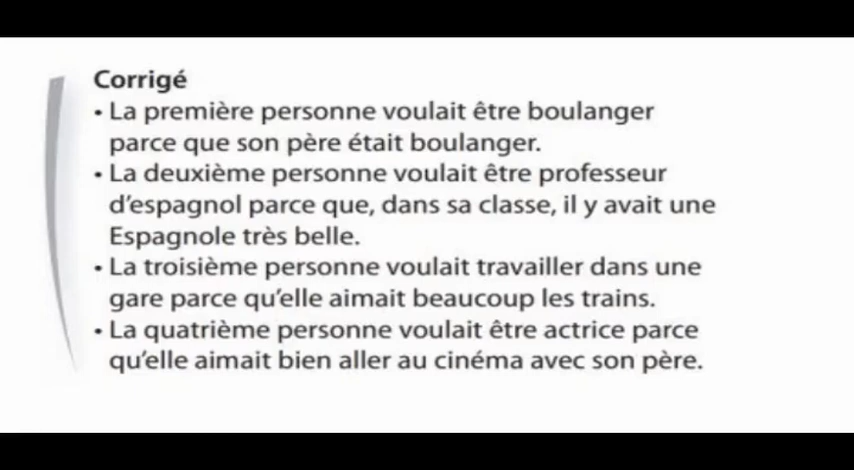 Corrigé
• La première personne voulait être boulanger
parce que son père était boulanger.
• La deuxième personne voulait être professeur
d'espagnol parce que, dans sa classe, il y avait une
Espagnole très belle.
• La troisième personne voulait travailler dans une
gare parce qu'elle aimait beaucoup les trains.
• La quatrième personne voulait être actrice parce
qu'elle aimait bien aller au cinéma avec son père.